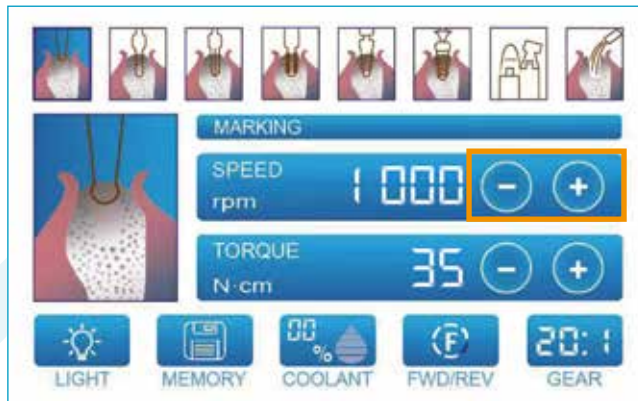 MARKING
SPEED
rpm
1000
- +
TORQUE
N·cm
35
- +
00
%
F
20:1
LIGHT
MEMORY
COOLANT
FWD/REV
GEAR